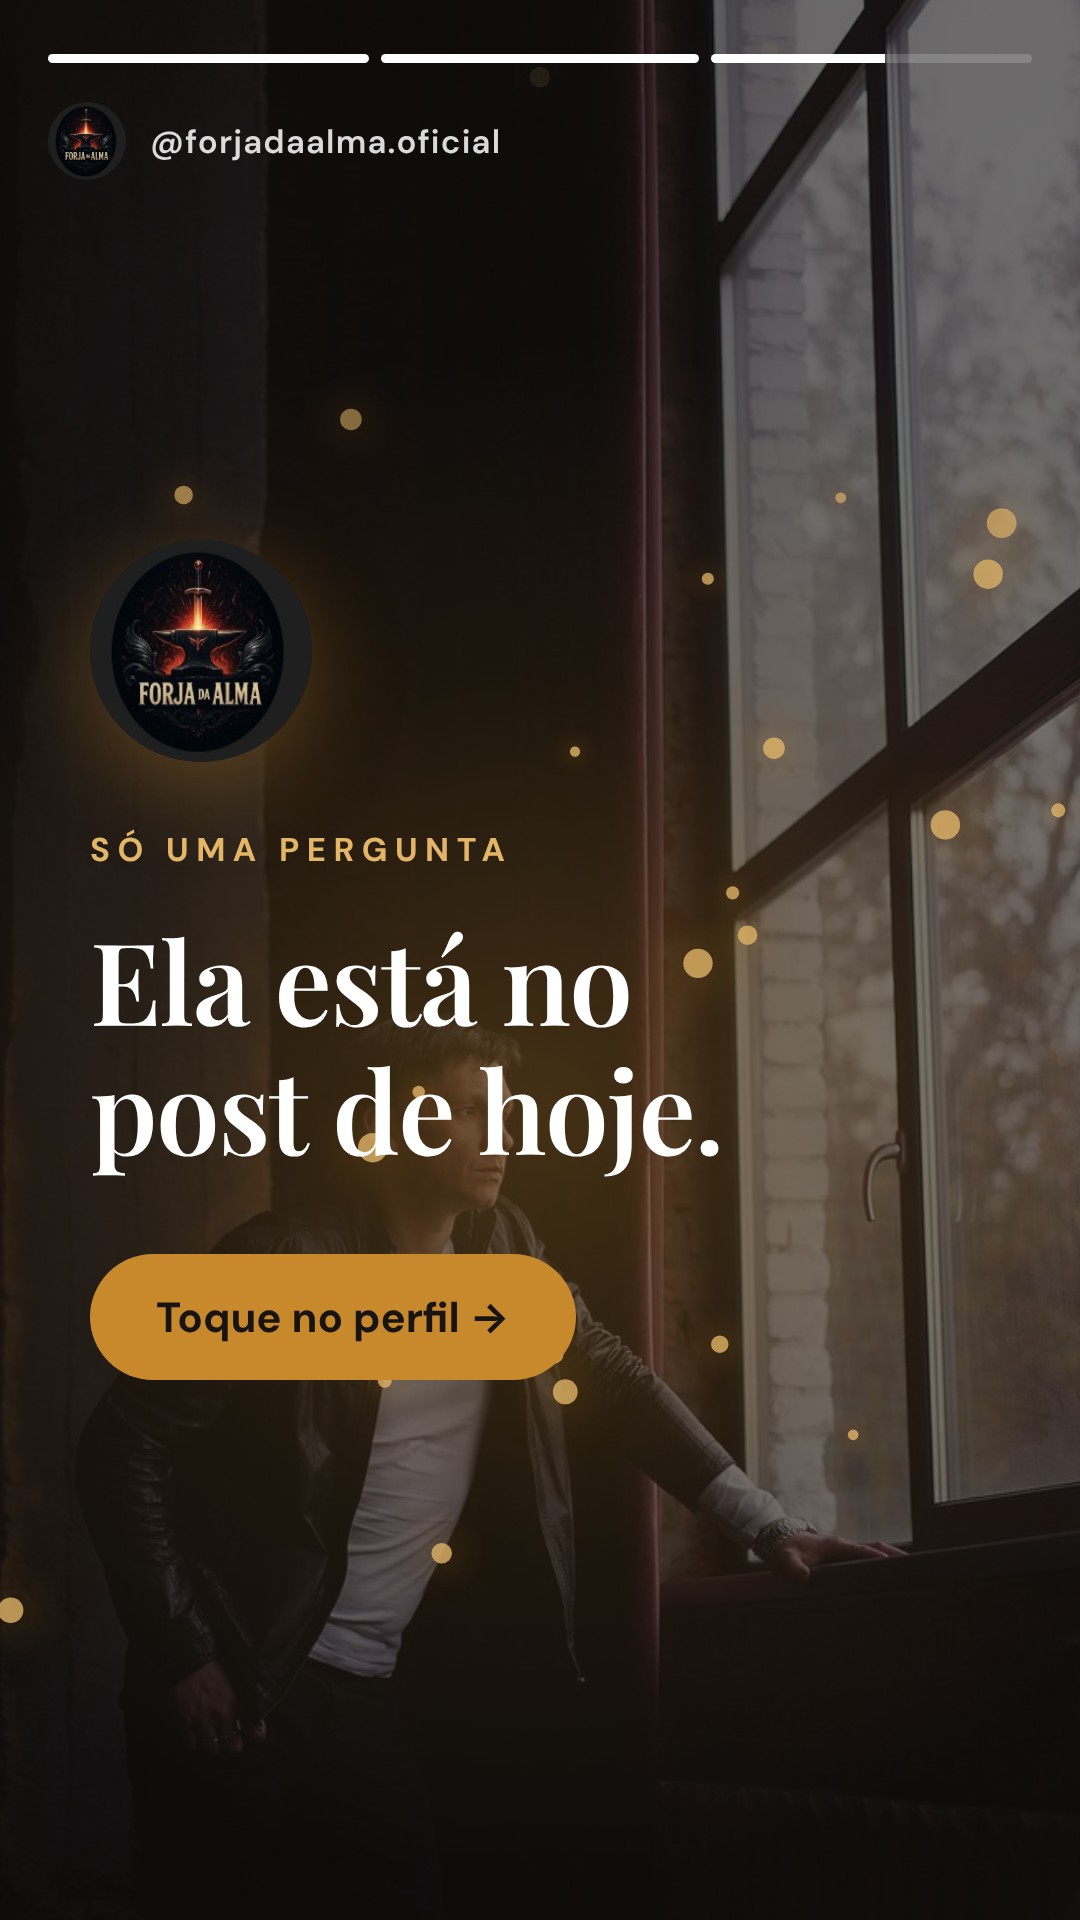 FORJA DA ALMA
@forjadaalma.oficial
FORJA DA ALMA
SÓ UMA PERGUNTA
Ela está no
post de hoje.
Toque no perfil →